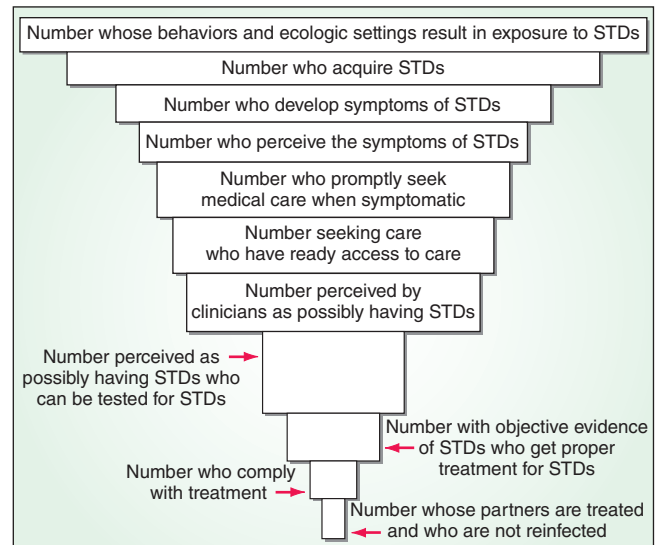 Number whose behaviors and ecologic settings result in exposure to STDs
Number who acquire STDs
Number who develop symptoms of STDs
Number who perceive the symptoms of STDs
Number who promptly seek
medical care when symptomatic
Number seeking care
who have ready access to care
Number perceived by
clinicians as possibly having STDs
Number perceived as
possibly having STDs who
can be tested for STDs
Number with objective evidence
of STDs who get proper
treatment for STDs
Number who comply
with treatment
Number whose partners are treated
and who are not reinfected